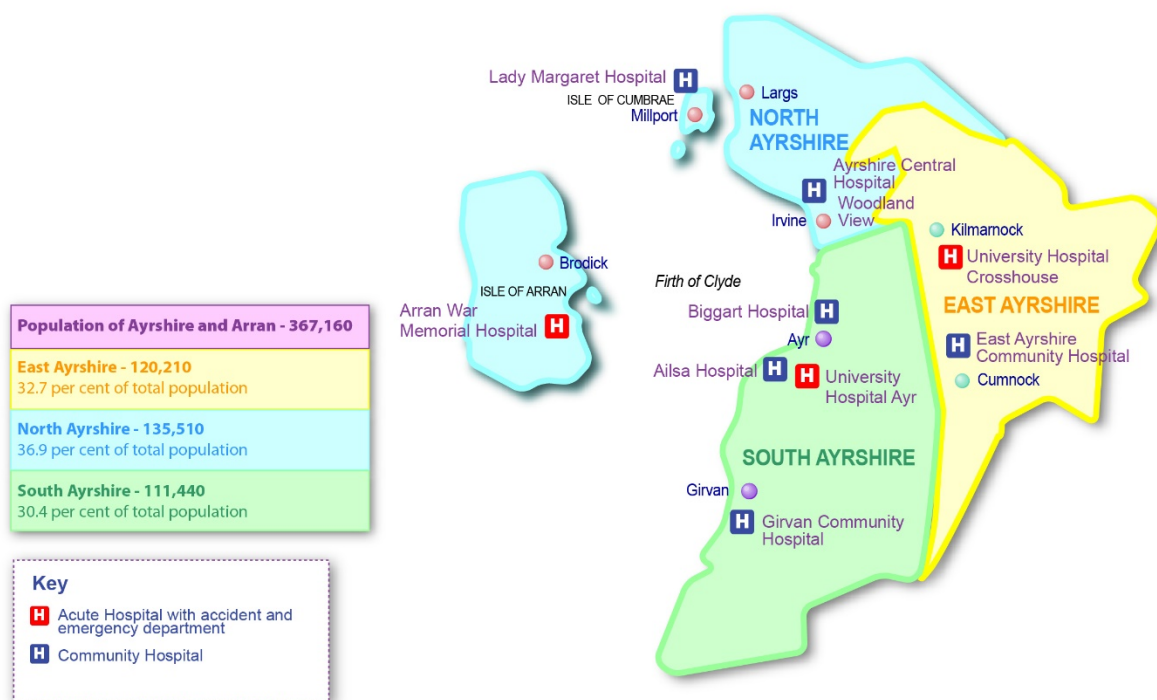 Lady Margaret Hospital H
ISLE OF CUMBRAE
Millport
Largs
NORTH
AYRSHIRE
H Ayrshire Central
Hospital
Woodland
View
Irvine
Kilmarnock
H University Hospital
Crosshouse
EAST AYRSHIRE
H East Ayrshire
Community Hospital
Cumnock
Brodick
ISLE OF ARRAN
Arran War
Memorial Hospital H
Firth of Clyde
Biggart Hospital H
Ayr
Ailsa Hospital H
H University
Hospital Ayr
SOUTH AYRSHIRE
Girvan
H Girvan Community
Hospital
Population of Ayrshire and Arran - 367,160
East Ayrshire - 120,210
32.7 per cent of total population
North Ayrshire - 135,510
36.9 per cent of total population
South Ayrshire - 111,440
30.4 per cent of total population
Key
H Acute Hospital with accident and
emergency department
H Community Hospital